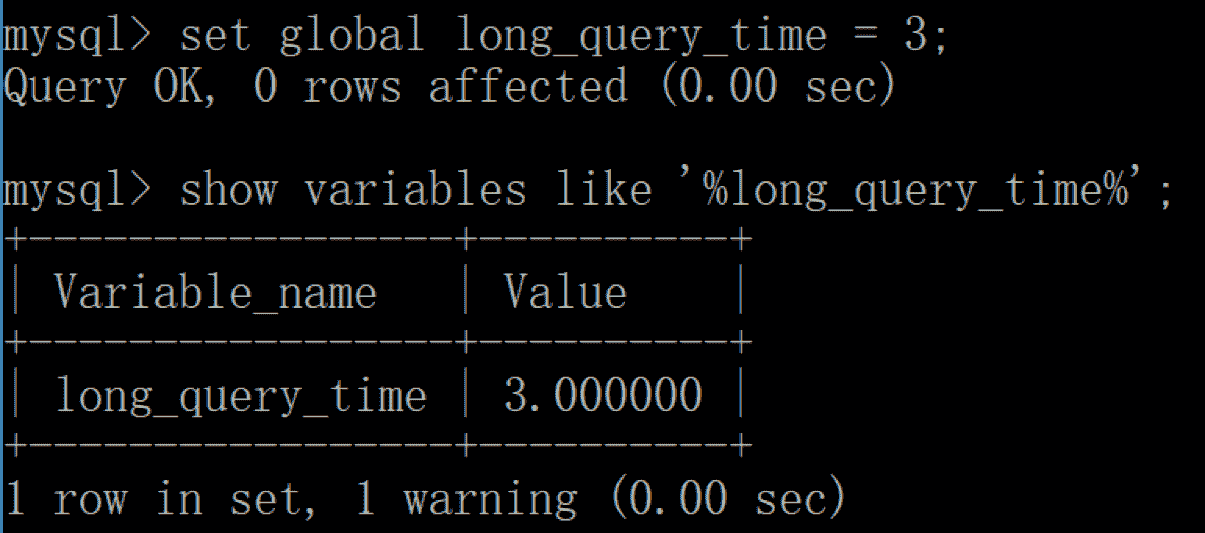 mysql> set global long_query_time = 3;
Query OK, 0 rows affected (0.00 sec)

mysql> show variables like '%long_query_time%';
+-----------------+----------+
| Variable_name   | Value    |
+-----------------+----------+
| long_query_time | 3.000000 |
+-----------------+----------+
1 row in set, 1 warning (0.00 sec)